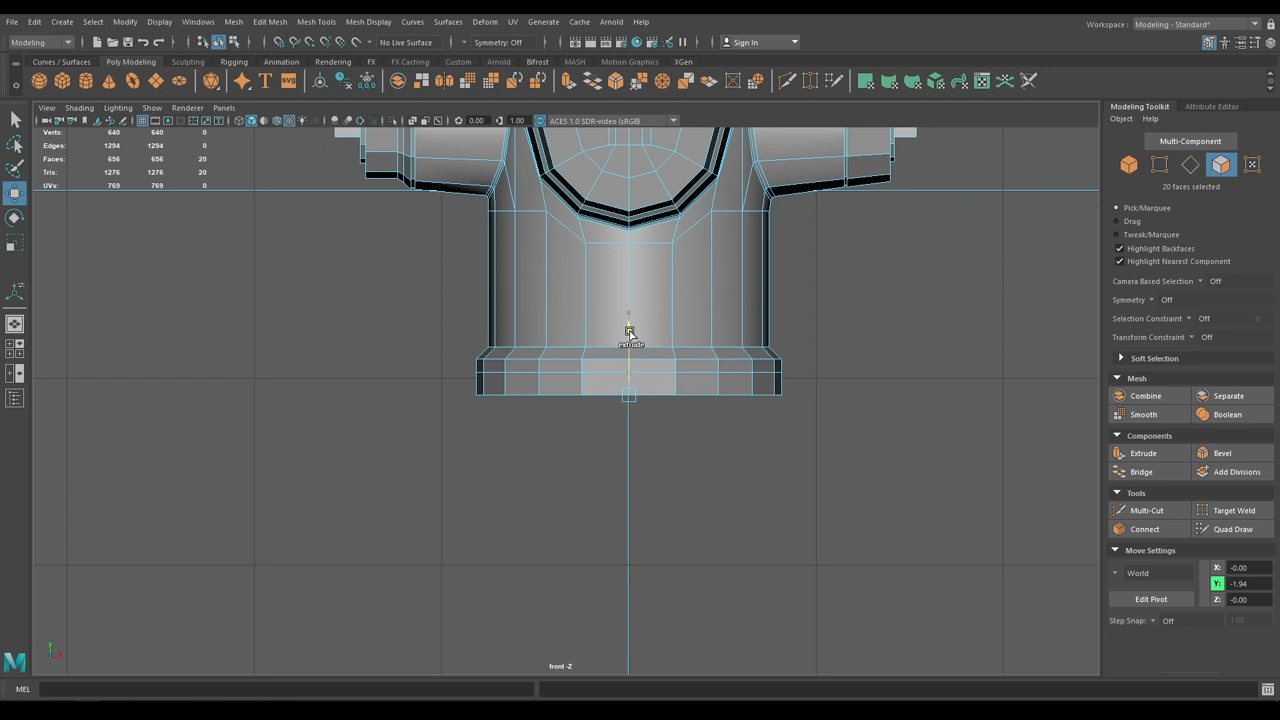 File Edit Create Select Modify Display Windows Mesh Edit Mesh Mesh Tools Mesh Display Curves Surfaces Deform UV Generate Cache Arnold Help
Workspace : Modeling - Standard*
Modeling No Live Surface Symmetry: Off Sign In
Curves / Surfaces Poly Modeling Sculpting Rigging Animation Rendering FX FX Caching Custom Arnold Bifrost MASH Motion Graphics XGen
SVG
View Shading Lighting Show Renderer Panels
Modeling Toolkit Attribute Editor
Object Help
0.00 1.00 ACES 1.0 SDR-video (sRGB)
Verts: 640 640 0
Edges: 1294 1294 0
Faces: 656 656 20
Tris: 1276 1276 20
UVs: 769 769 0
Multi-Component
20 faces selected
Pick/Marquee
Drag
Tweak/Marquee
Highlight Backfaces
Highlight Nearest Component
Camera Based Selection Off
Symmetry Off
Selection Constraint Off
Transform Constraint Off
Soft Selection
Mesh
Combine Separate
Smooth Boolean
Components
Extrude Bevel
Bridge Add Divisions
Tools
Multi-Cut Target Weld
Connect Quad Draw
Move Settings
World
X: -0.00
Y: -1.94
Edit Pivot
Z: -0.00
Step Snap: Off 1.00
extrude
front -Z
MEL